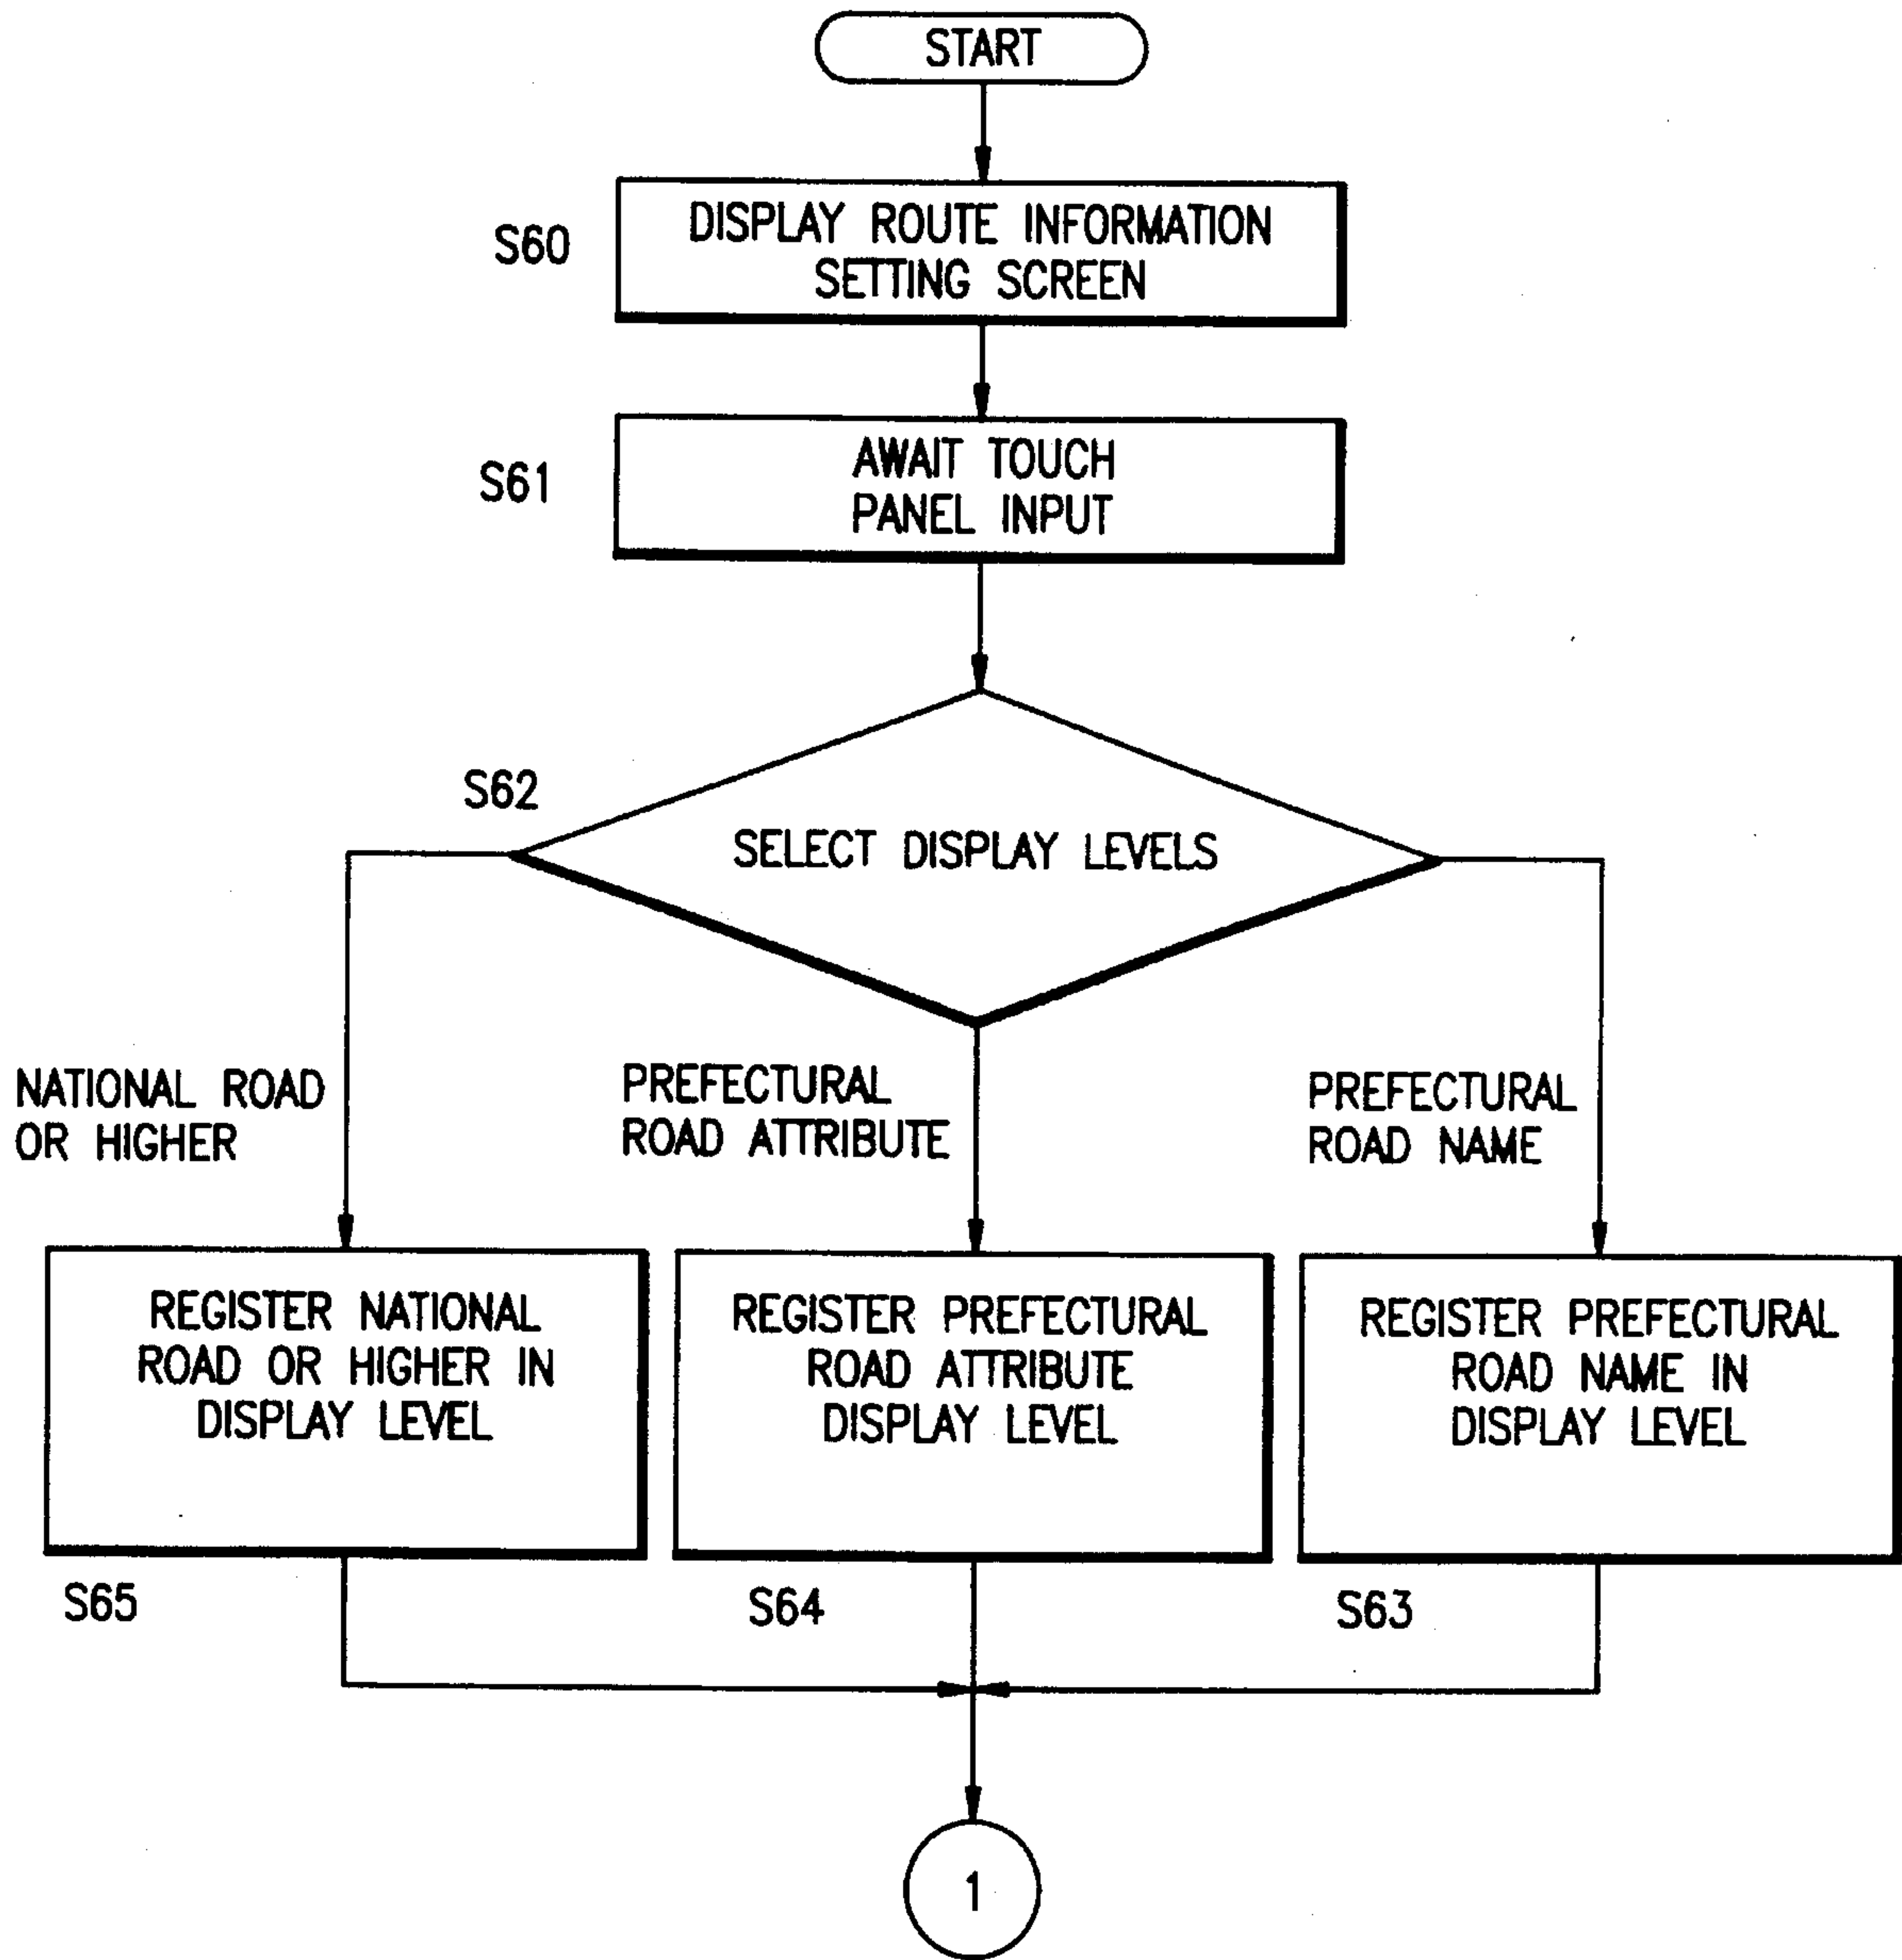 START
S60
DISPLAY ROUTE INFORMATION
SETTING SCREEN
S61
AWAIT TOUCH
PANEL INPUT
S62
SELECT DISPLAY LEVELS
NATIONAL ROAD
OR HIGHER
PREFECTURAL
ROAD ATTRIBUTE
PREFECTURAL
ROAD NAME
REGISTER NATIONAL
ROAD OR HIGHER IN
DISPLAY LEVEL
REGISTER PREFECTURAL
ROAD ATTRIBUTE
DISPLAY LEVEL
REGISTER PREFECTURAL
ROAD NAME IN
DISPLAY LEVEL
S65
S64
S63
1